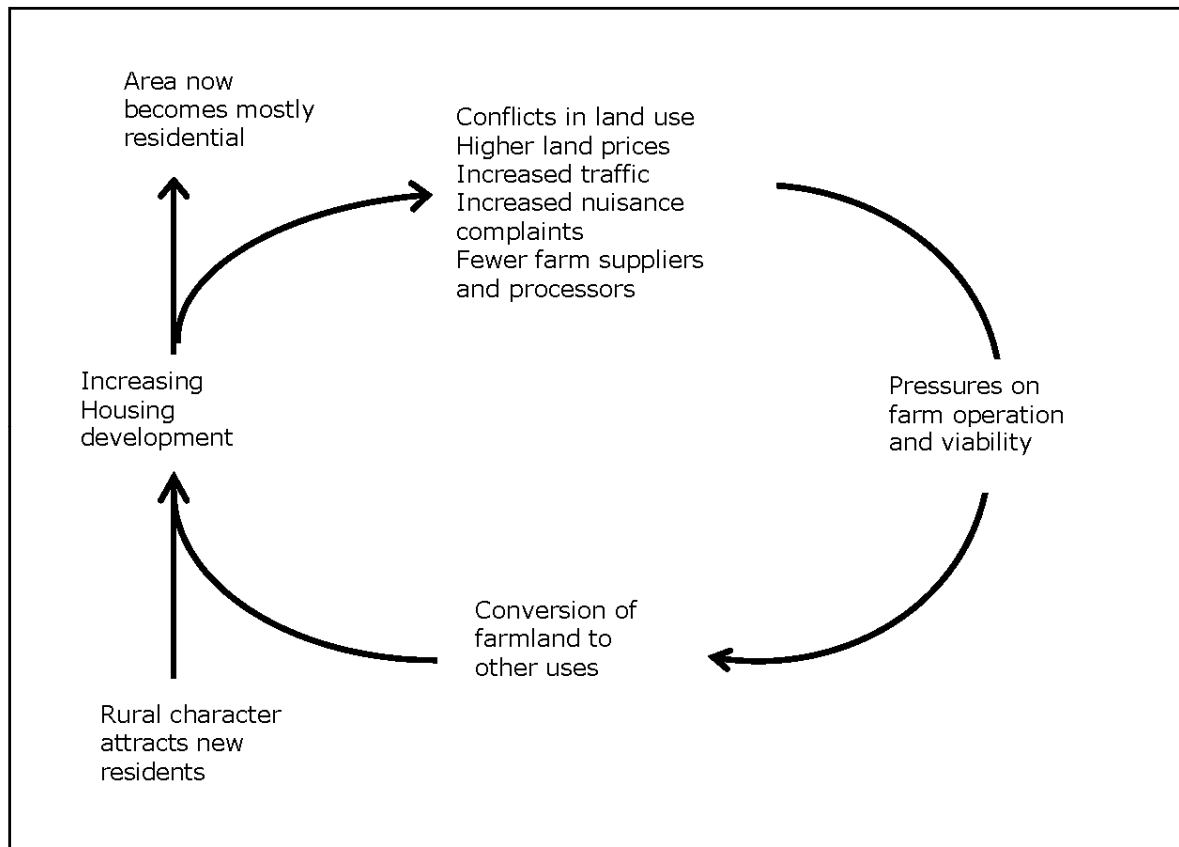 Area now
becomes mostly
residential
Conflicts in land use
Higher land prices
Increased traffic
Increased nuisance
complaints
Fewer farm suppliers
and processors
Increasing
Housing
development
Pressures on
farm operation
and viability
Conversion of
farmland to
other uses
Rural character
attracts new
residents